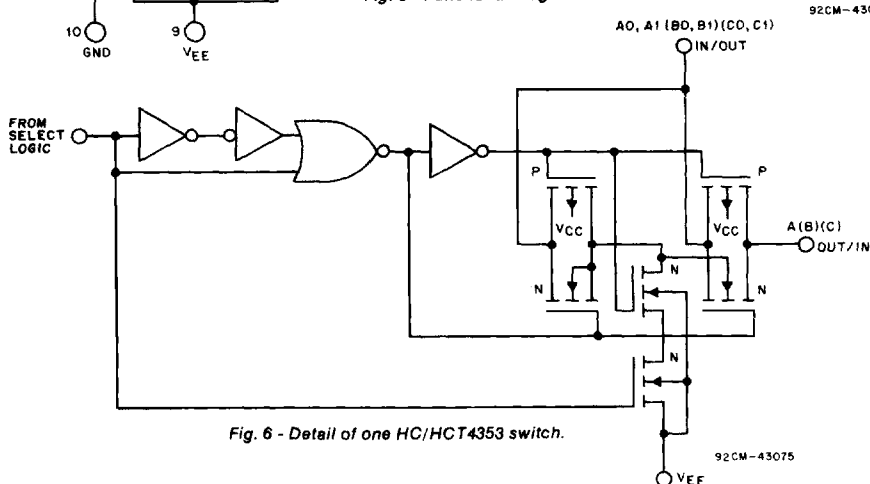 92CM-430
10
GND
9
VEE
A0, A1 (B0, B1)(C0, C1)
IN/OUT
FROM
SELECT
LOGIC
P
P
VCC
VCC
A(B)(C)
OUT/IN
N
N
N
N
Fig. 6 - Detail of one HC/HCT4353 switch.
92CM-43075
VEE